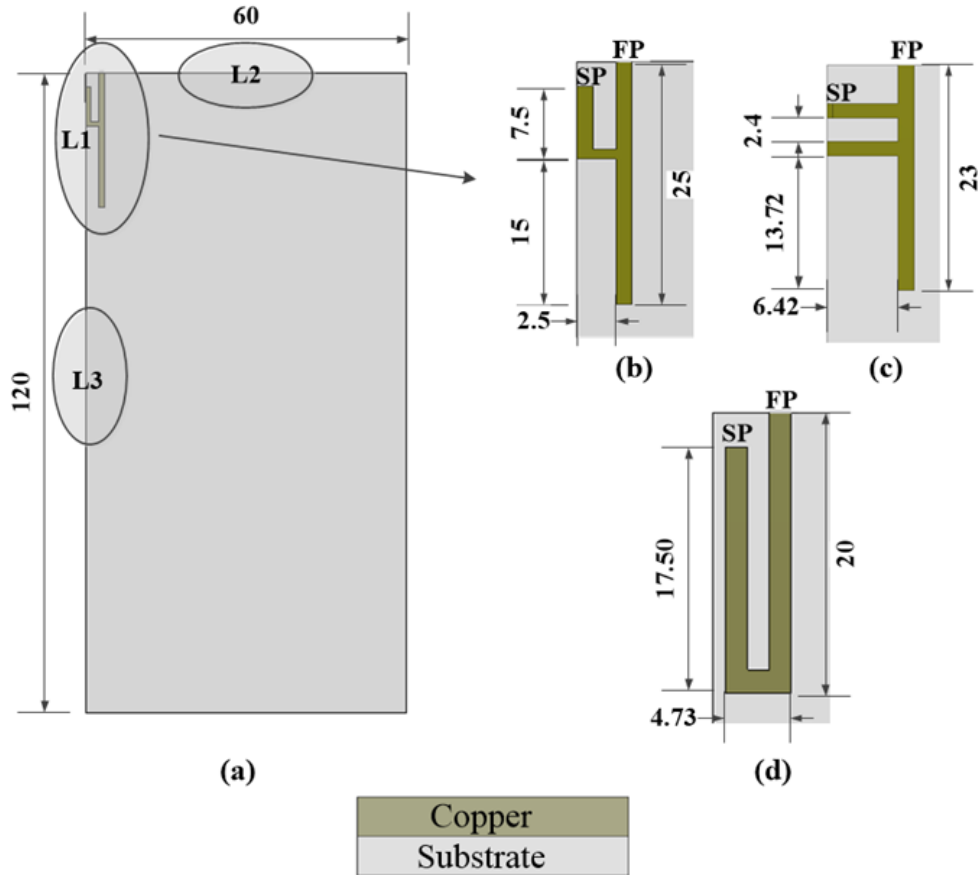 60
L2
L1
L3
120
(a)
FP
SP
7.5
15
25
2.5
(b)
FP
SP
2.4
13.72
23
6.42
(c)
FP
SP
17.50
20
4.73
(d)
Copper
Substrate